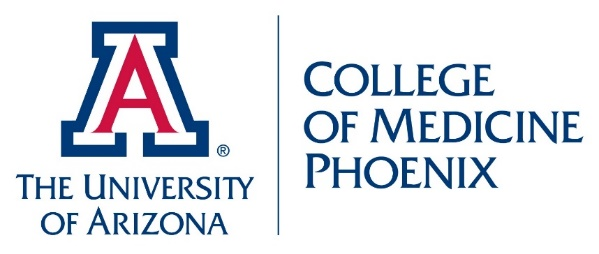 A®
THE UNIVERSITY
OF ARIZONA
COLLEGE
OF MEDICINE
PHOENIX